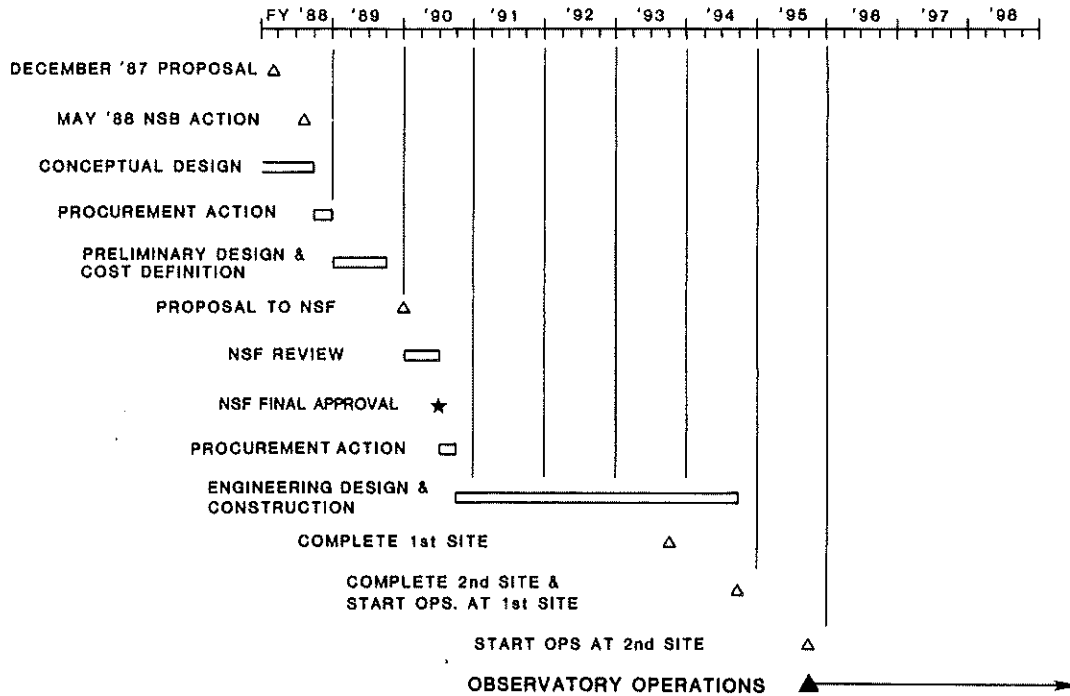 FY '88 '89 '90 '91 '92 '93 '94 '95 '96 '97 '98
DECEMBER '87 PROPOSAL
MAY '88 NSB ACTION
CONCEPTUAL DESIGN
PROCUREMENT ACTION
PRELIMINARY DESIGN &
COST DEFINITION
PROPOSAL TO NSF
NSF REVIEW
NSF FINAL APPROVAL
PROCUREMENT ACTION
ENGINEERING DESIGN &
CONSTRUCTION
COMPLETE 1st SITE
COMPLETE 2nd SITE &
START OPS. AT 1st SITE
START OPS AT 2nd SITE
OBSERVATORY OPERATIONS